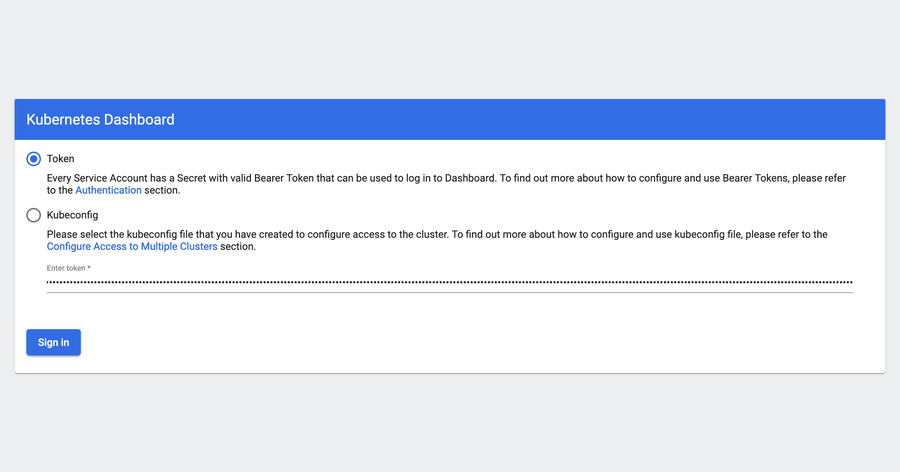 Kubernetes Dashboard
Token
Every Service Account has a Secret with valid Bearer Token that can be used to log in to Dashboard. To find out more about how to configure and use Bearer Tokens, please refer
to the Authentication section.
Kubeconfig
Please select the kubeconfig file that you have created to configure access to the cluster. To find out more about how to configure and use kubeconfig file, please refer to the
Configure Access to Multiple Clusters section.
Enter token *
Sign in